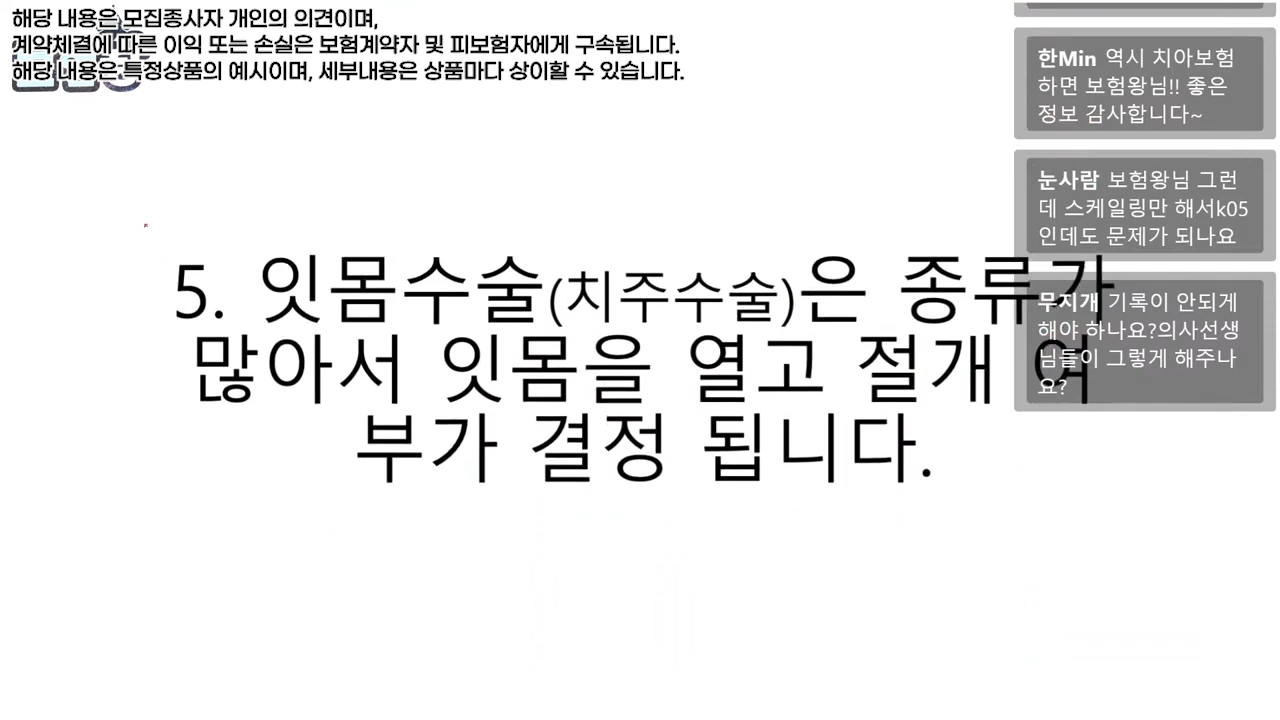 해당 내용은 모집종사자 개인의 의견이며,
계약체결에 따른 이익 또는 손실은 보험계약자 및 피보험자에게 구속됩니다.
해당 내용은 특정상품의 예시이며, 세부내용은 상품마다 상이할 수 있습니다.
한Min 역시 치아보험
하면 보험왕님!! 좋은
정보 감사합니다~
눈사람 보험왕님 그런
데 스케일링만 해서k05
인데도 문제가 되나요
무지개 기록이 안되게
해야 하나요?의사선생
님들이 그렇게 해주나
요?
5. 잇몸수술(치주수술)은 종류가
많아서 잇몸을 열고 절개 여
부가 결정 됩니다.